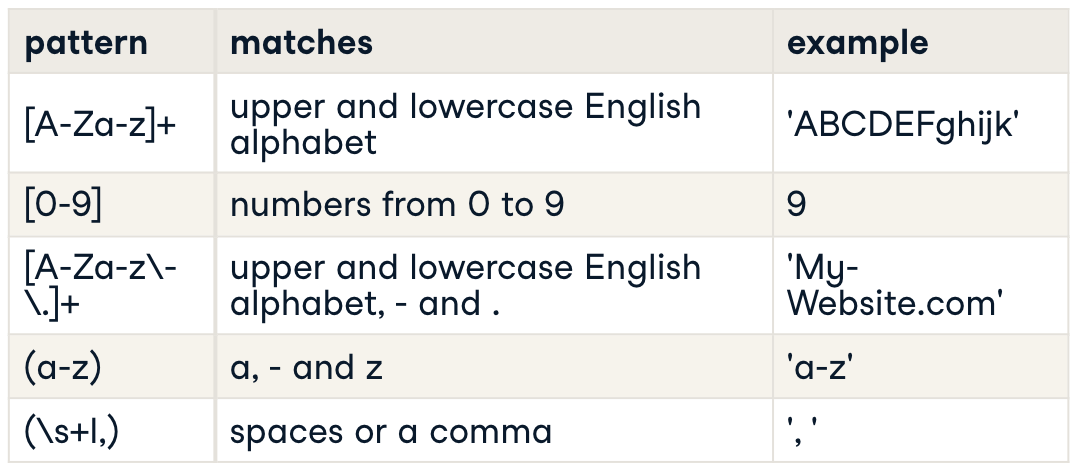 pattern matches example
[A-Za-z]+ upper and lowercase English alphabet 'ABCDEFghijk'
[0-9] numbers from 0 to 9 9
[A-Za-z\-\.]+ upper and lowercase English alphabet, - and . 'My-Website.com'
(a-z) a, - and z 'a-z'
(\s+l,) spaces or a comma ', '